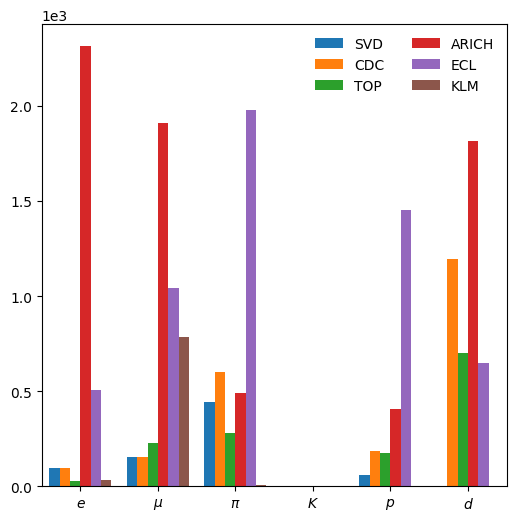 1e3
SVD ARICH
CDC ECL
TOP KLM
2.0
1.5
1.0
0.5
0.0
e μ π K p d